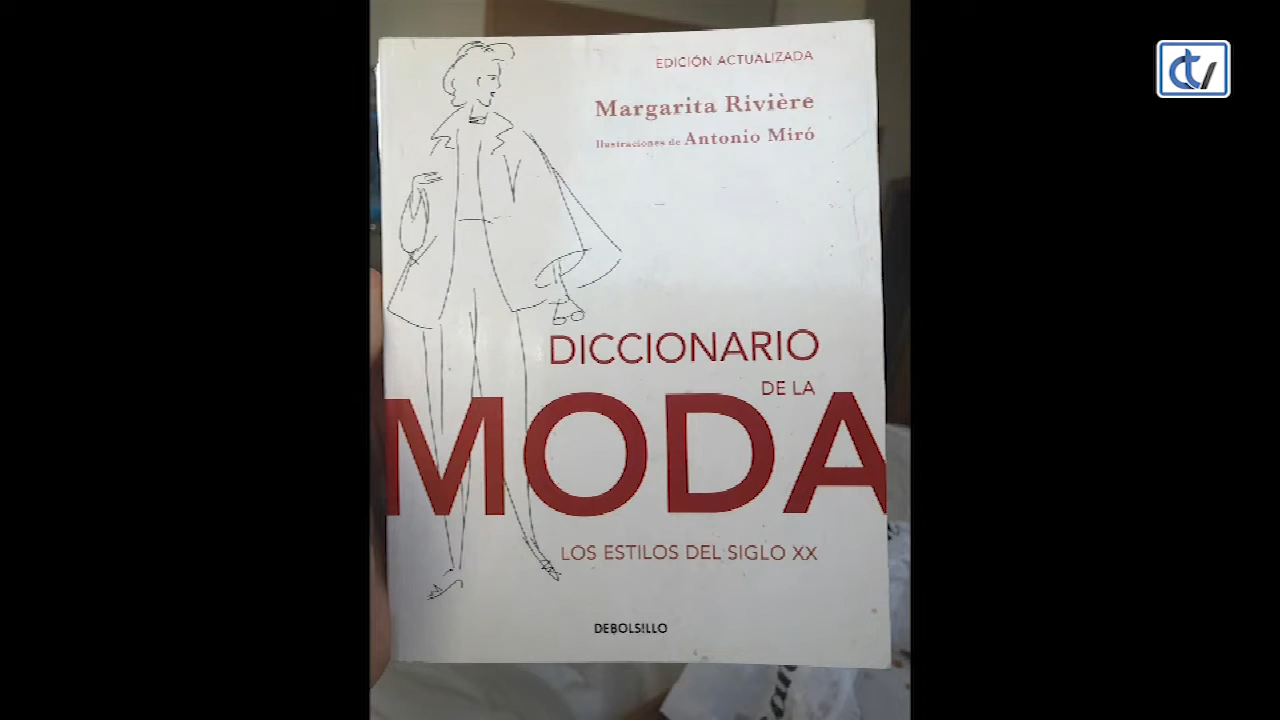 EDICIÓN ACTUALIZADA
Margarita Rivière
Ilustraciones de Antonio Miró
DICCIONARIO
DE LA
MODA
LOS ESTILOS DEL SIGLO XX
DEBOLSILLO